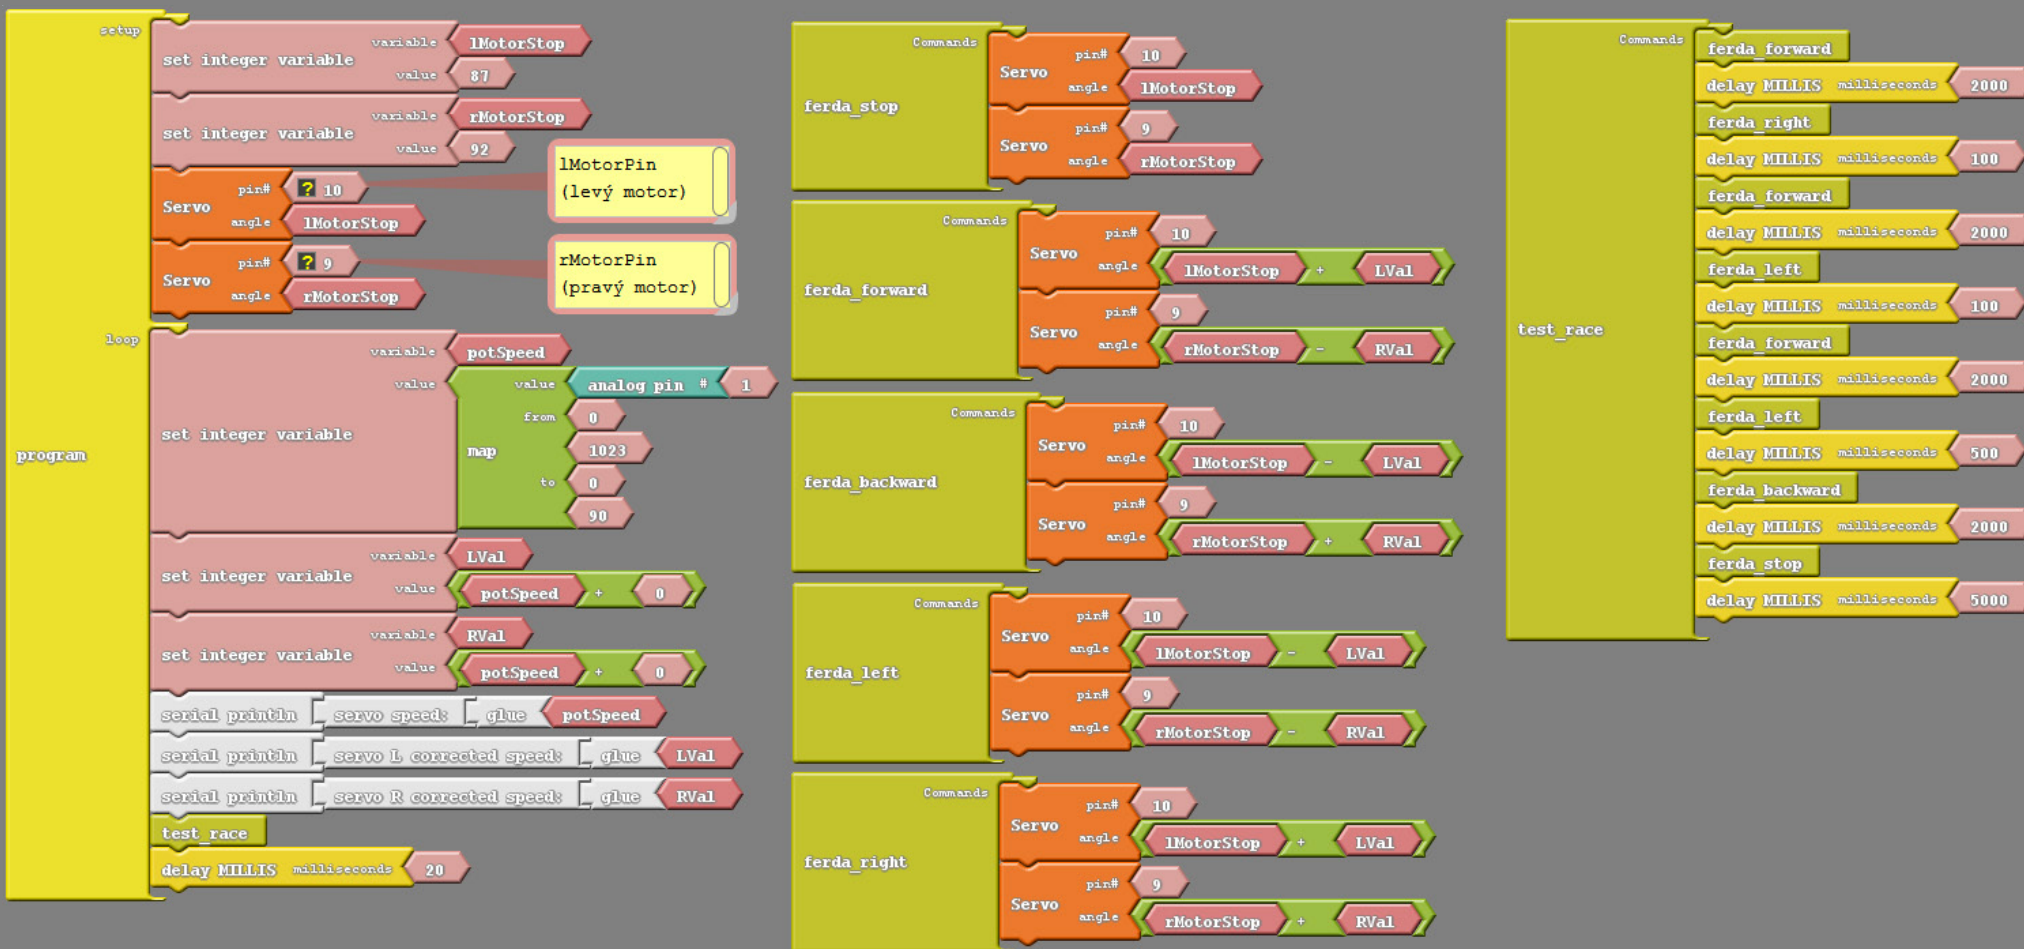 setup
set integer variable variable lMotorStop
value 87
set integer variable variable rMotorStop
value 92
Servo pin# ? 10
angle lMotorStop
Servo pin# ? 9
angle rMotorStop
lMotorPin
(levý motor)
rMotorPin
(pravý motor)
program
loop
set integer variable variable potSpeed
value map value analog pin # 1
from 0
1023
to 0
90
set integer variable variable LVal
value potSpeed + 0
set integer variable variable RVal
value potSpeed + 0
serial println servo speed: glue potSpeed
serial println servo L corrected speed: glue LVal
serial println servo R corrected speed: glue RVal
test_race
delay MILLIS milliseconds 20
ferda_stop
Commands
Servo pin# 10
angle lMotorStop
Servo pin# 9
angle rMotorStop
ferda_forward
Commands
Servo pin# 10
angle lMotorStop + LVal
Servo pin# 9
angle rMotorStop - RVal
ferda_backward
Commands
Servo pin# 10
angle lMotorStop - LVal
Servo pin# 9
angle rMotorStop + RVal
ferda_left
Commands
Servo pin# 10
angle lMotorStop - LVal
Servo pin# 9
angle rMotorStop - RVal
ferda_right
Commands
Servo pin# 10
angle lMotorStop + LVal
Servo pin# 9
angle rMotorStop + RVal
test_race
Commands
ferda_forward
delay MILLIS milliseconds 2000
ferda_right
delay MILLIS milliseconds 100
ferda_forward
delay MILLIS milliseconds 2000
ferda_left
delay MILLIS milliseconds 100
ferda_forward
delay MILLIS milliseconds 2000
ferda_left
delay MILLIS milliseconds 500
ferda_backward
delay MILLIS milliseconds 2000
ferda_stop
delay MILLIS milliseconds 5000